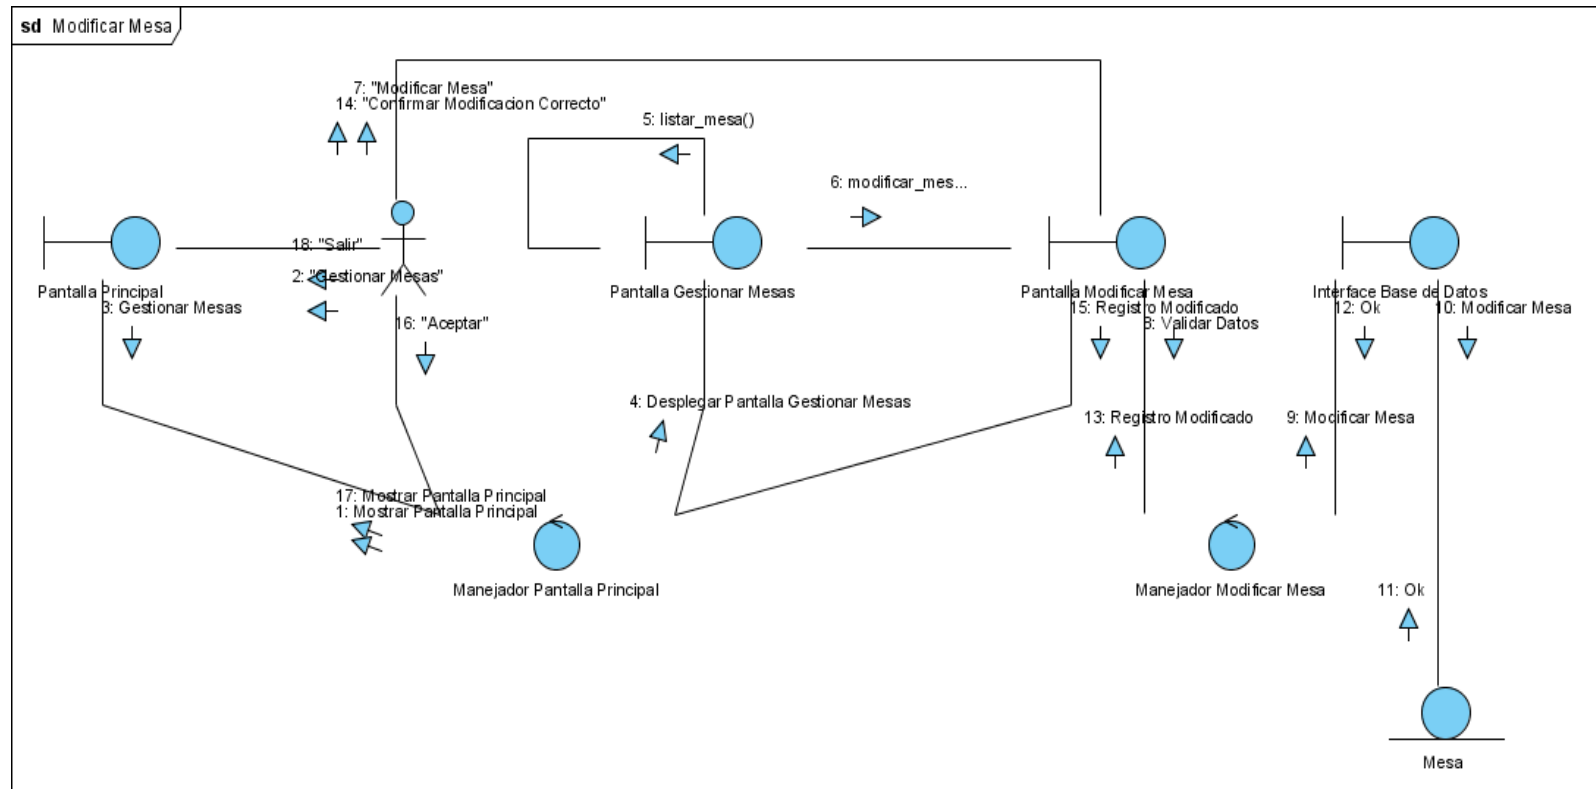 sd Modificar Mesa
7: "Modificar Mesa"
14: "Confirmar Modificacion Correcto"
5: listar_mesa()
6: modificar_mes...
18: "Salir"
2: "Gestionar Mesas"
Pantalla Principal
3: Gestionar Mesas
16: "Aceptar"
Pantalla Gestionar Mesas
Pantalla Modificar Mesa
15: Registro Modificado
8: Validar Datos
Interface Base de Datos
12: Ok
10: Modificar Mesa
4: Desplegar Pantalla Gestionar Mesas
13: Registro Modificado
9: Modificar Mesa
17: Mostrar Pantalla Principal
1: Mostrar Pantalla Principal
Manejador Pantalla Principal
Manejador Modificar Mesa
11: Ok
Mesa